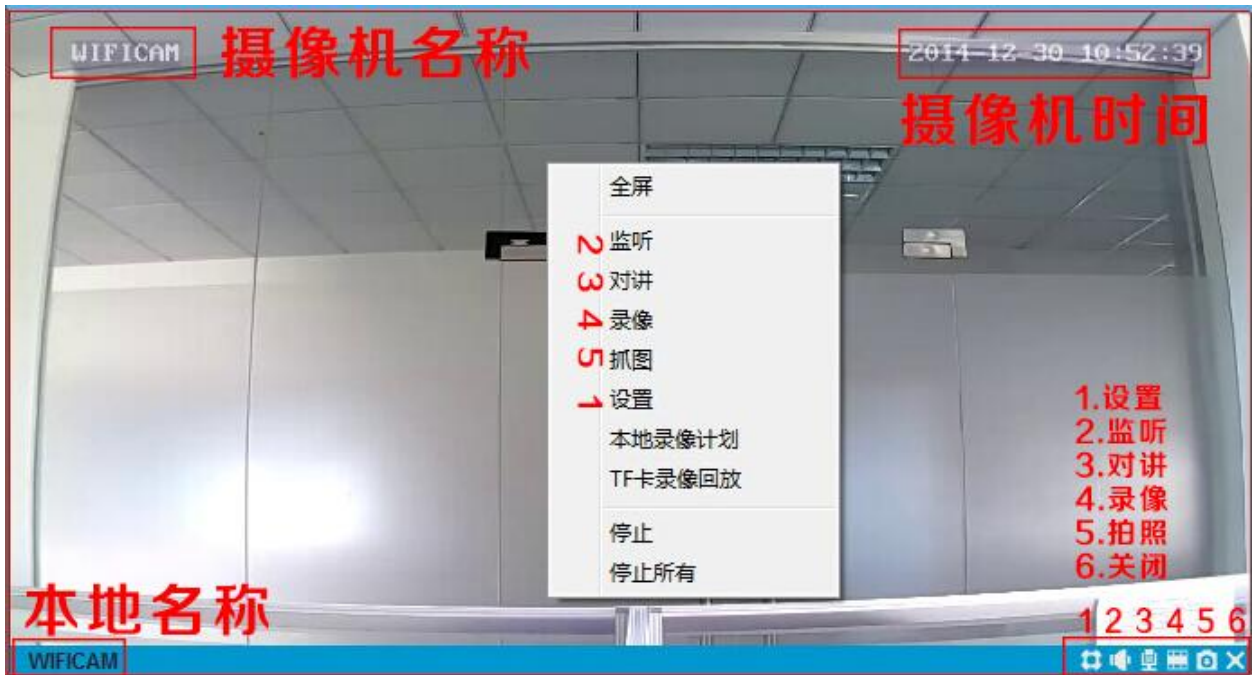 WIFICAM 摄像机名称 2014-12-30 10:52:39
摄像机时间
全屏
2 监听
3 对讲
4 录像
5 抓图
1 设置
本地录像计划
TF卡录像回放
停止
停止所有
1.设置
2.监听
3.对讲
4.录像
5.拍照
6.关闭
本地名称
1 2 3 4 5 6
WIFICAM